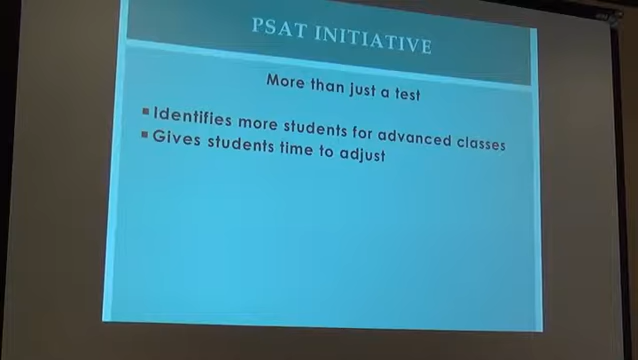 PSAT INITIATIVE
More than just a test
▪ Identifies more students for advanced classes
▪ Gives students time to adjust